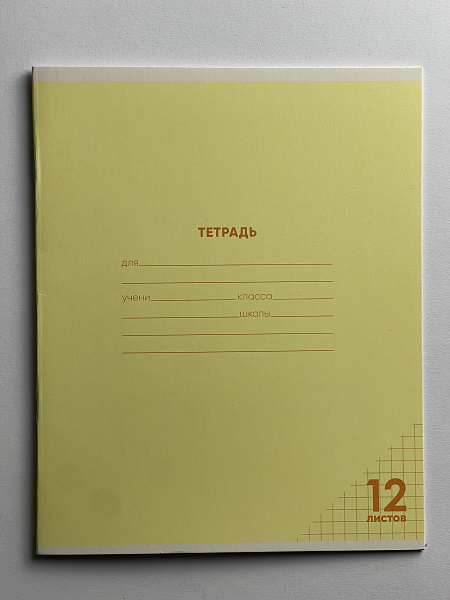 ТЕТРАДЬ
для
учени класса
школы
12
ЛИСТОВ